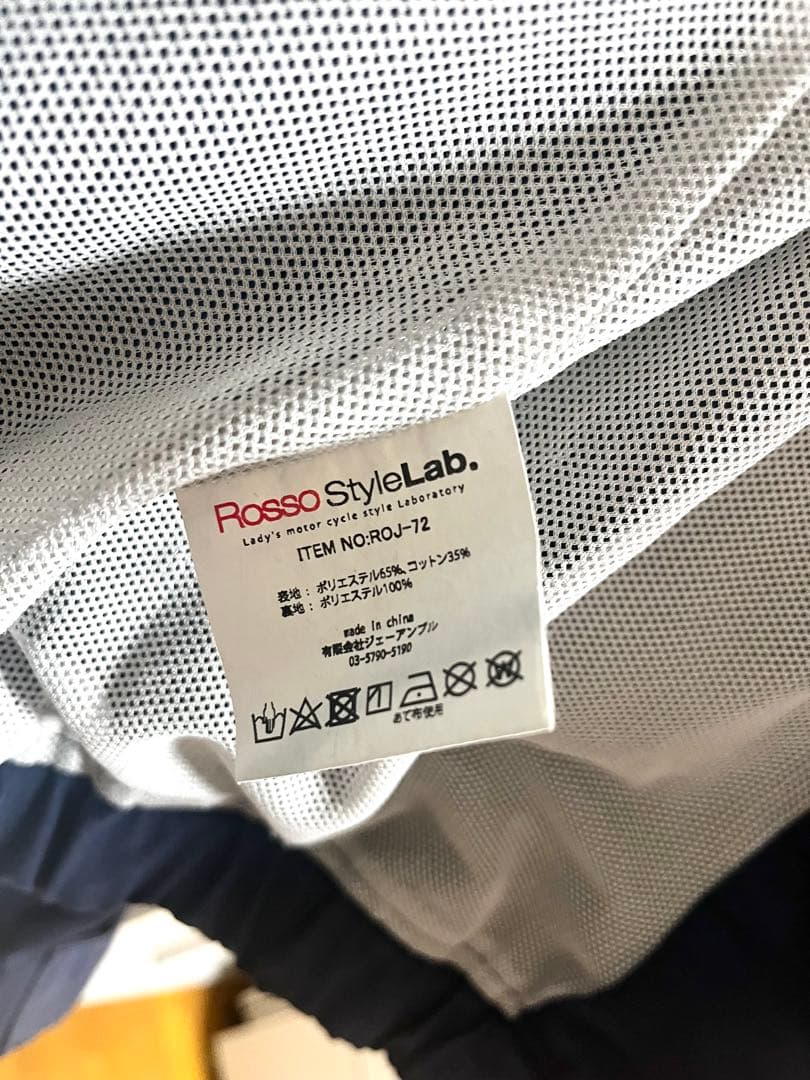 Rosso StyleLab.
Lady's motor cycle style Laboratory
ITEM NO:ROJ-72
表地：ポリエステル65%、コットン35%
裏地：ポリエステル100%
made in china
有限会社ジェーアンブル
03-5790-5190
あて布使用